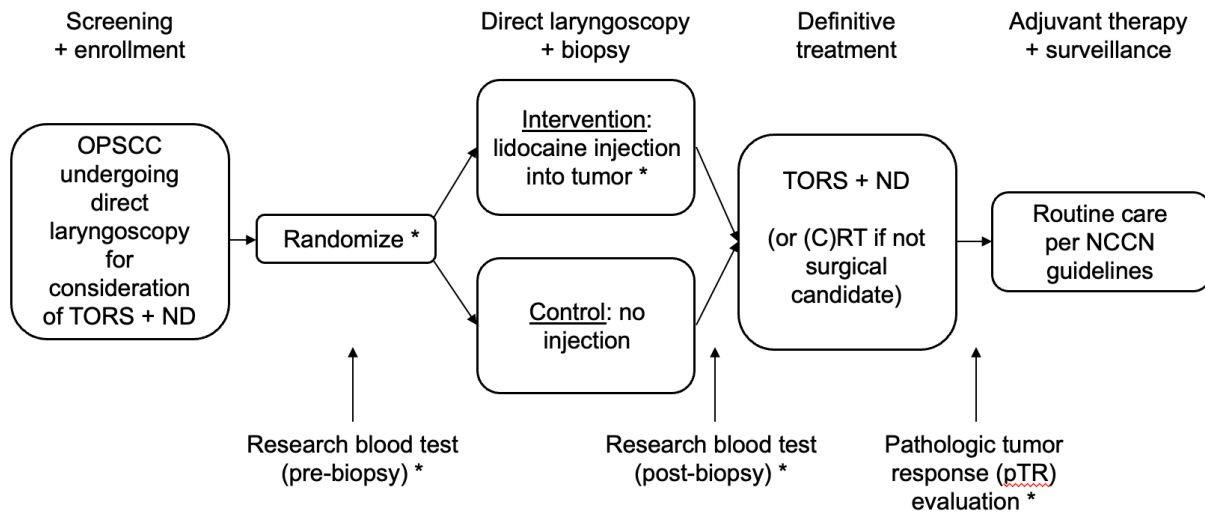 Screening
+ enrollment
Direct laryngoscopy
+ biopsy
Definitive
treatment
Adjuvant therapy
+ surveillance
OPSCC
undergoing
direct
laryngoscopy
for
consideration
of TORS + ND
Randomize *
Intervention:
lidocaine injection
into tumor *
Control: no
injection
TORS + ND
(or (C)RT if not
surgical
candidate)
Routine care
per NCCN
guidelines
Research blood test
(pre-biopsy) *
Research blood test
(post-biopsy) *
Pathologic tumor
response (pTR)
evaluation *